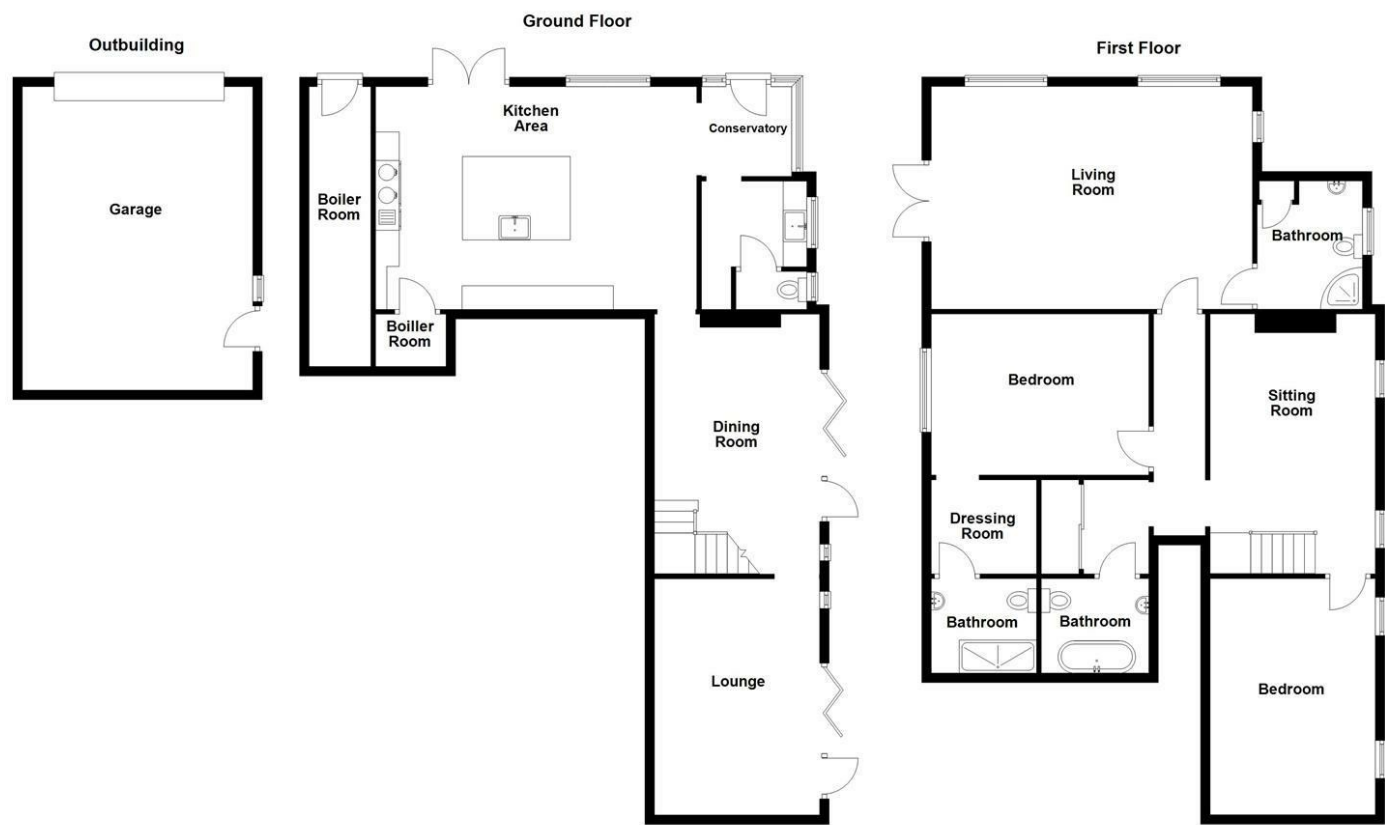 Outbuilding
Garage
Ground Floor
Kitchen
Area
Conservatory
Boiler
Room
Boiller
Room
Dining
Room
Lounge
First Floor
Living
Room
Bathroom
Bedroom
Sitting
Room
Dressing
Room
Bathroom
Bathroom
Bedroom